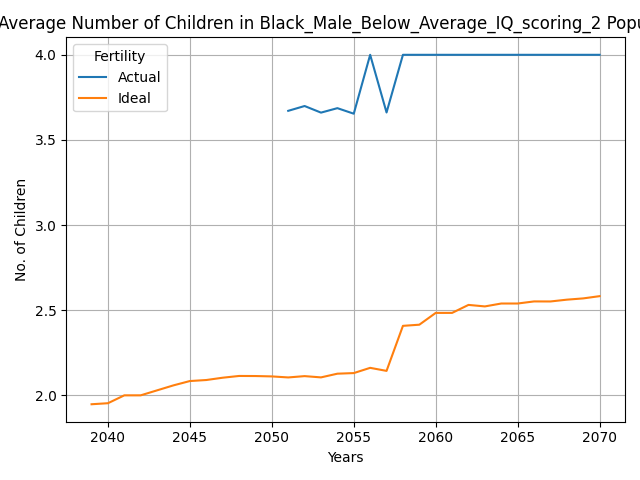 Average Number of Children in Black_Male_Below_Average_IQ_scoring_2 Popu
Fertility
Actual
Ideal
4.0
3.5
3.0
2.5
2.0
No. of Children
2040 2045 2050 2055 2060 2065 2070
Years